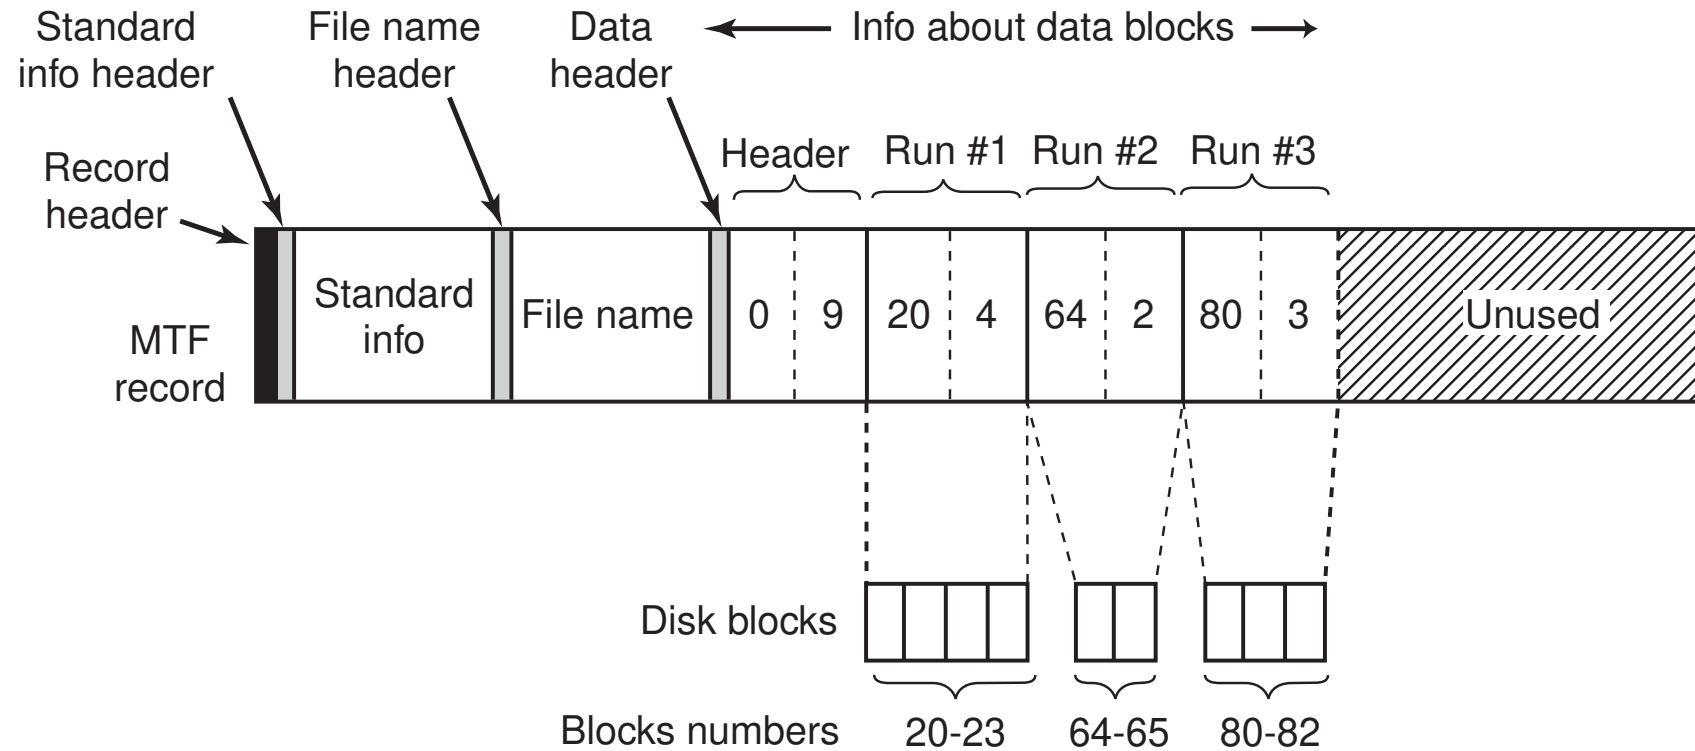 Standard
info header
File name
header
Data
header
Info about data blocks
Record
header
Header
Run #1
Run #2
Run #3
MTF
record
Standard
info
File name
0
9
20
4
64
2
80
3
Unused
Disk blocks
Blocks numbers
20-23
64-65
80-82